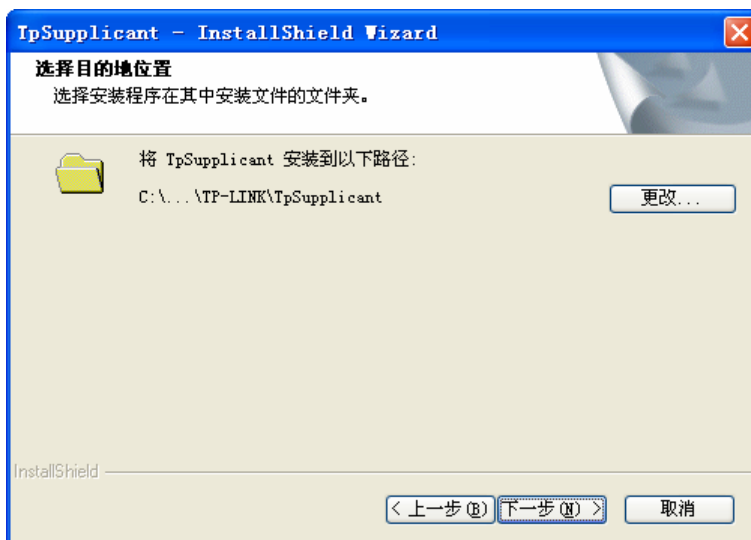 TpSupplicant - InstallShield Wizard
选择目的地位置
选择安装程序在其中安装文件的文件夹。
将 TpSupplicant 安装到以下路径:
C:\...\TP-LINK\TpSupplicant
更改...
InstallShield
< 上一步(B) 下一步(N) > 取消